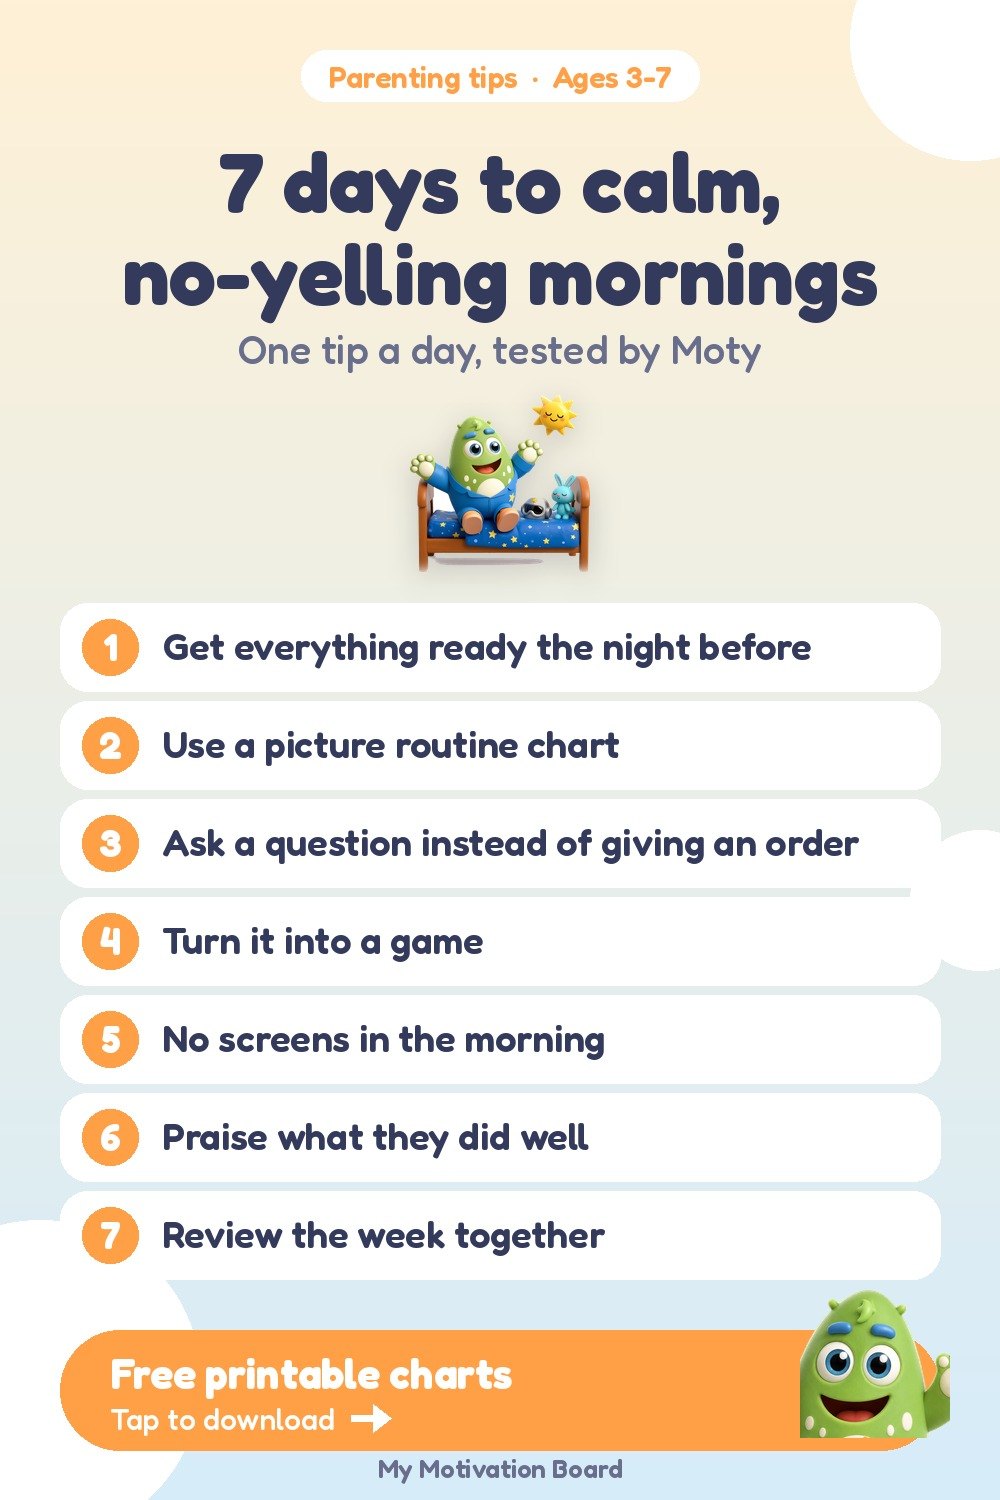 Parenting tips · Ages 3-7
7 days to calm,
no-yelling mornings
One tip a day, tested by Moty
1 Get everything ready the night before
2 Use a picture routine chart
3 Ask a question instead of giving an order
4 Turn it into a game
5 No screens in the morning
6 Praise what they did well
7 Review the week together
Free printable charts
Tap to download →
My Motivation Board